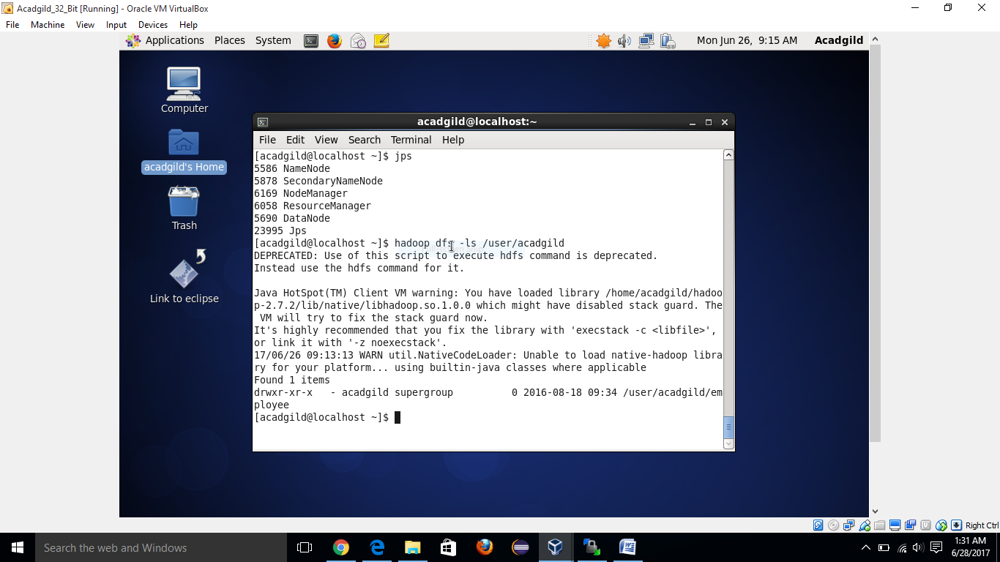 Acadgild_32_Bit [Running] - Oracle VM VirtualBox
File Machine View Input Devices Help
Applications Places System Mon Jun 26, 9:15 AM Acadgild
Computer
acadgild's Home
Trash
Link to eclipse
acadgild@localhost:~
File Edit View Search Terminal Help
[acadgild@localhost ~]$ jps
5586 NameNode
5878 SecondaryNameNode
6169 NodeManager
6058 ResourceManager
5690 DataNode
23995 Jps
[acadgild@localhost ~]$ hadoop dfs -ls /user/acadgild
DEPRECATED: Use of this script to execute hdfs command is deprecated.
Instead use the hdfs command for it.
Java HotSpot(TM) Client VM warning: You have loaded library /home/acadgild/hadoo
p-2.7.2/lib/native/libhadoop.so.1.0.0 which might have disabled stack guard. The
VM will try to fix the stack guard now.
It's highly recommended that you fix the library with 'execstack -c <libfile>',
or link it with '-z noexecstack'.
17/06/26 09:13:13 WARN util.NativeCodeLoader: Unable to load native-hadoop libra
ry for your platform... using builtin-java classes where applicable
Found 1 items
drwxr-xr-x - acadgild supergroup 0 2016-08-18 09:34 /user/acadgild/em
ployee
[acadgild@localhost ~]$
Right Ctrl
Search the web and Windows
1:31 AM
6/28/2017